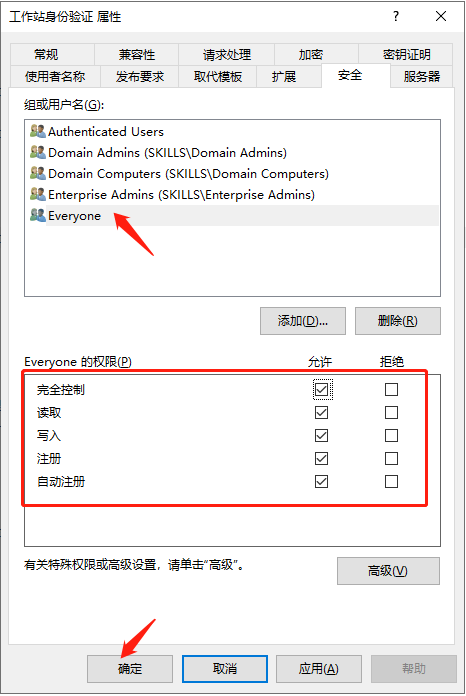 工作站身份验证 属性
?
常规 兼容性 请求处理 加密 密钥证明
使用者名称 发布要求 取代模板 扩展 安全 服务器
组或用户名(G):
Authenticated Users
Domain Admins (SKILLS\Domain Admins)
Domain Computers (SKILLS\Domain Computers)
Enterprise Admins (SKILLS\Enterprise Admins)
Everyone
添加(D)... 删除(R)
Everyone 的权限(P) 允许 拒绝
完全控制
读取
写入
注册
自动注册
有关特殊权限或高级设置，请单击“高级”。
高级(V)
确定 取消 应用(A) 帮助